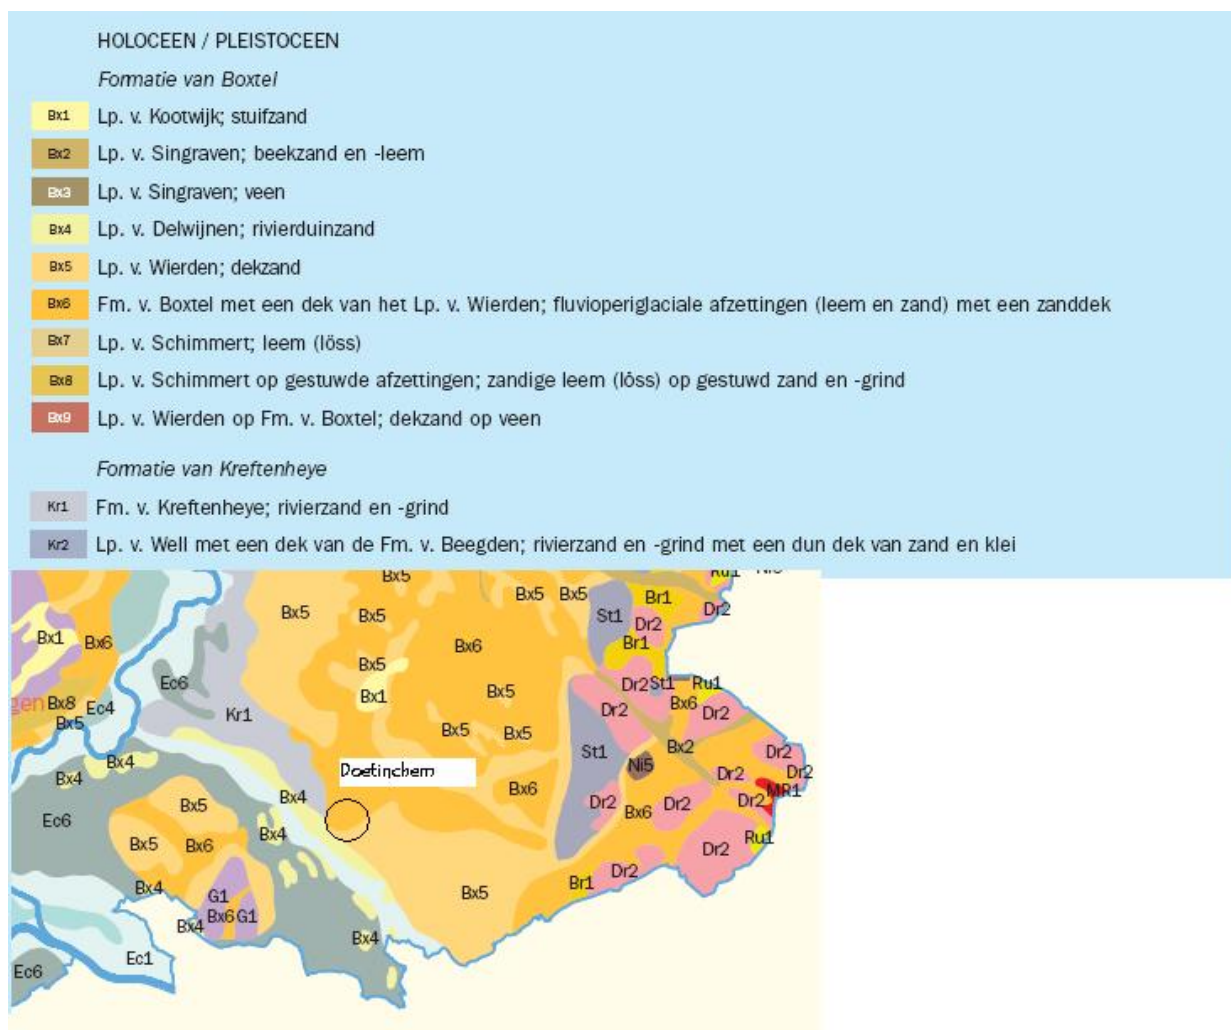 HOLOCEEN / PLEISTOCEEN
Formatie van Boxtel
Bx1 Lp. v. Kootwijk; stuifzand
Bx2 Lp. v. Singraven; beekzand en -leem
Bx3 Lp. v. Singraven; veen
Bx4 Lp. v. Delwijnen; rivierduinzand
Bx5 Lp. v. Wierden; dekzand
Bx6 Fm. v. Boxtel met een dek van het Lp. v. Wierden; fluvioperiglaciale afzettingen (leem en zand) met een zanddek
Bx7 Lp. v. Schimmert; leem (löss)
Bx8 Lp. v. Schimmert op gestuwde afzettingen; zandige leem (löss) op gestuwd zand en -grind
Bx9 Lp. v. Wierden op Fm. v. Boxtel; dekzand op veen
Formatie van Kreftenheye
Kr1 Fm. v. Kreftenheye; rivierzand en -grind
Kr2 Lp. v. Well met een dek van de Fm. v. Beegden; rivierzand en -grind met een dun dek van zand en klei
Bx5 Ru1
Bx5 Bx5 Br1
Bx5 Bx5 St1 Dr2 Dr2
Bx1 Bx6 Bx6 Br1
Bx5
Ec6 Bx1 Bx5 Dr2 St1 Ru1
gen Bx8 Ec4 Kr1 Dr2 Bx6 Dr2
Bx5 Bx5 Bx5
St1 Bx2 Dr2
Bx4 Bx4 Doetinchem Ni5 Dr2 Dr2
Bx4 Bx6 MR1
Bx5 Dr2 Bx6 Dr2 Dr2
Ec6 Bx4 Ru1
Bx5 Bx6 Dr2
Bx4 G1 Bx5 Br1 Dr2
Bx4 Bx6 G1
Ec1 Bx4
Ec6